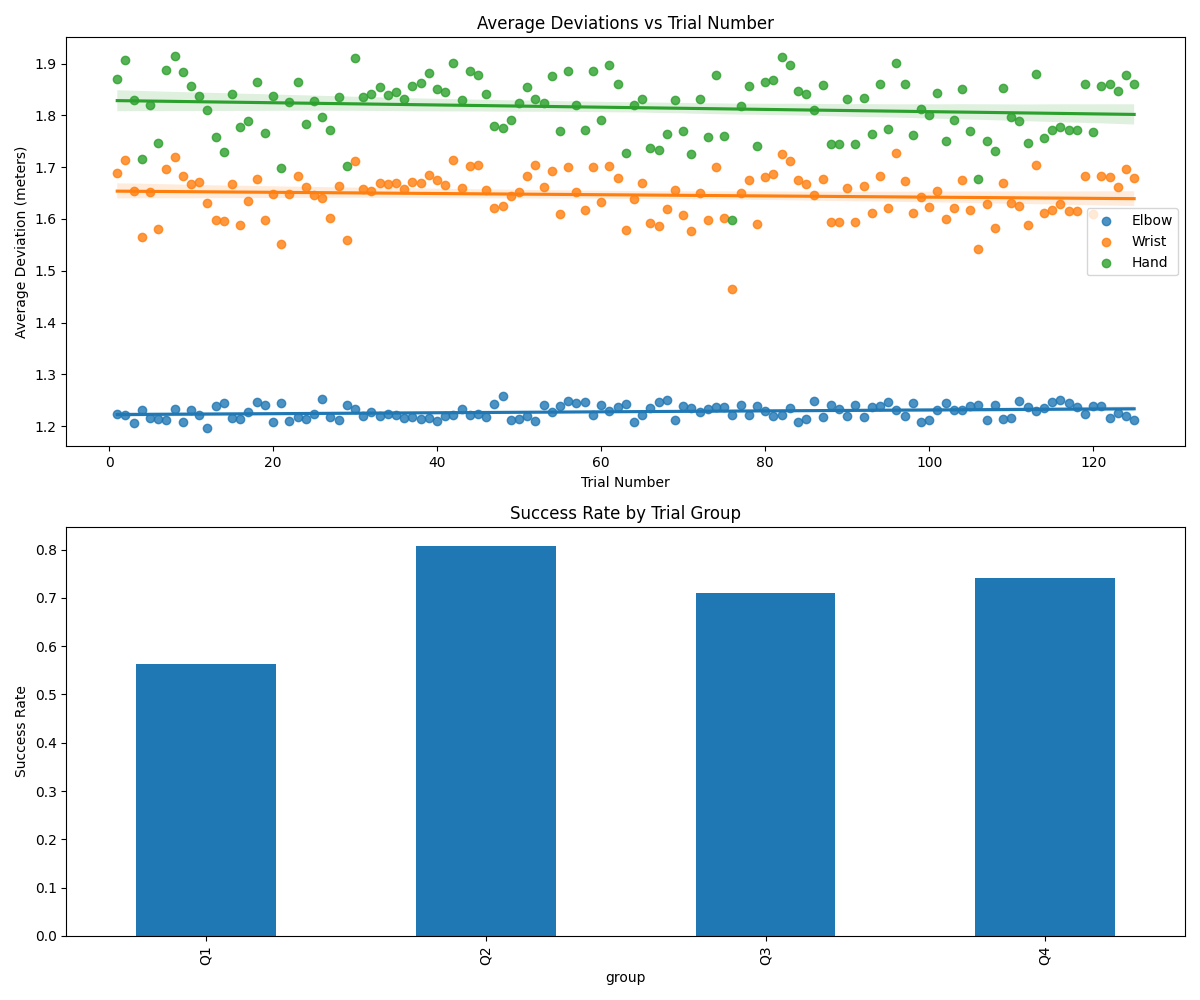 Average Deviations vs Trial Number
Average Deviation (meters)
1.9
1.8
1.7
1.6
1.5
1.4
1.3
1.2
Elbow
Wrist
Hand
0 20 40 60 80 100 120
Trial Number
Success Rate by Trial Group
Success Rate
0.8
0.7
0.6
0.5
0.4
0.3
0.2
0.1
0.0
Q1 Q2 Q3 Q4
group